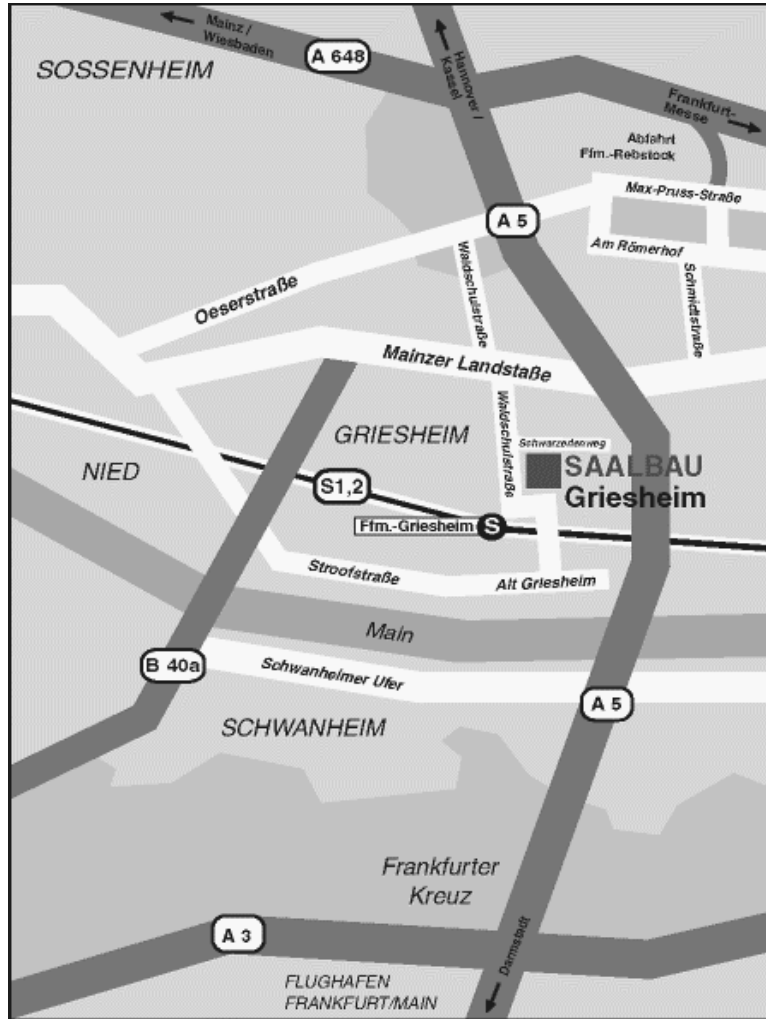 Mainz /
Wiesbaden
A 648
Hannover /
Kassel
SOSSENHEIM
Frankfurt-
Messe
Abfahrt
Ffm.-Rebstock
Max-Pruss-Straße
A 5
Am Römerhof
Waldschulstraße
Schmidtstraße
Oeserstraße
Mainzer Landstaße
Waldschulstraße
GRIESHEIM
Schwarzerlenweg
NIED
SAALBAU
Griesheim
S1,2
Ffm.-Griesheim
S
Stroofstraße
Alt Griesheim
Main
B 40a
Schwanheimer Ufer
A 5
SCHWANHEIM
Frankfurter
Kreuz
A 3
Darmstadt
FLUGHAFEN
FRANKFURT/MAIN